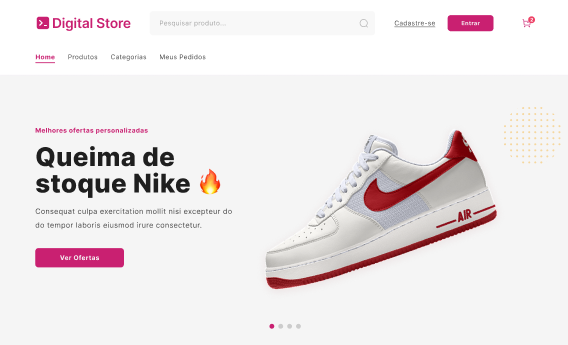 Digital Store
Pesquisar produto...
Cadastre-se
Entrar
2
Home
Produtos
Categorias
Meus Pedidos
Melhores ofertas personalizadas
Queima de
stoque Nike 🔥
Consequat culpa exercitation mollit nisi excepteur do
do tempor laboris eiusmod irure consectetur.
Ver Ofertas
AIR